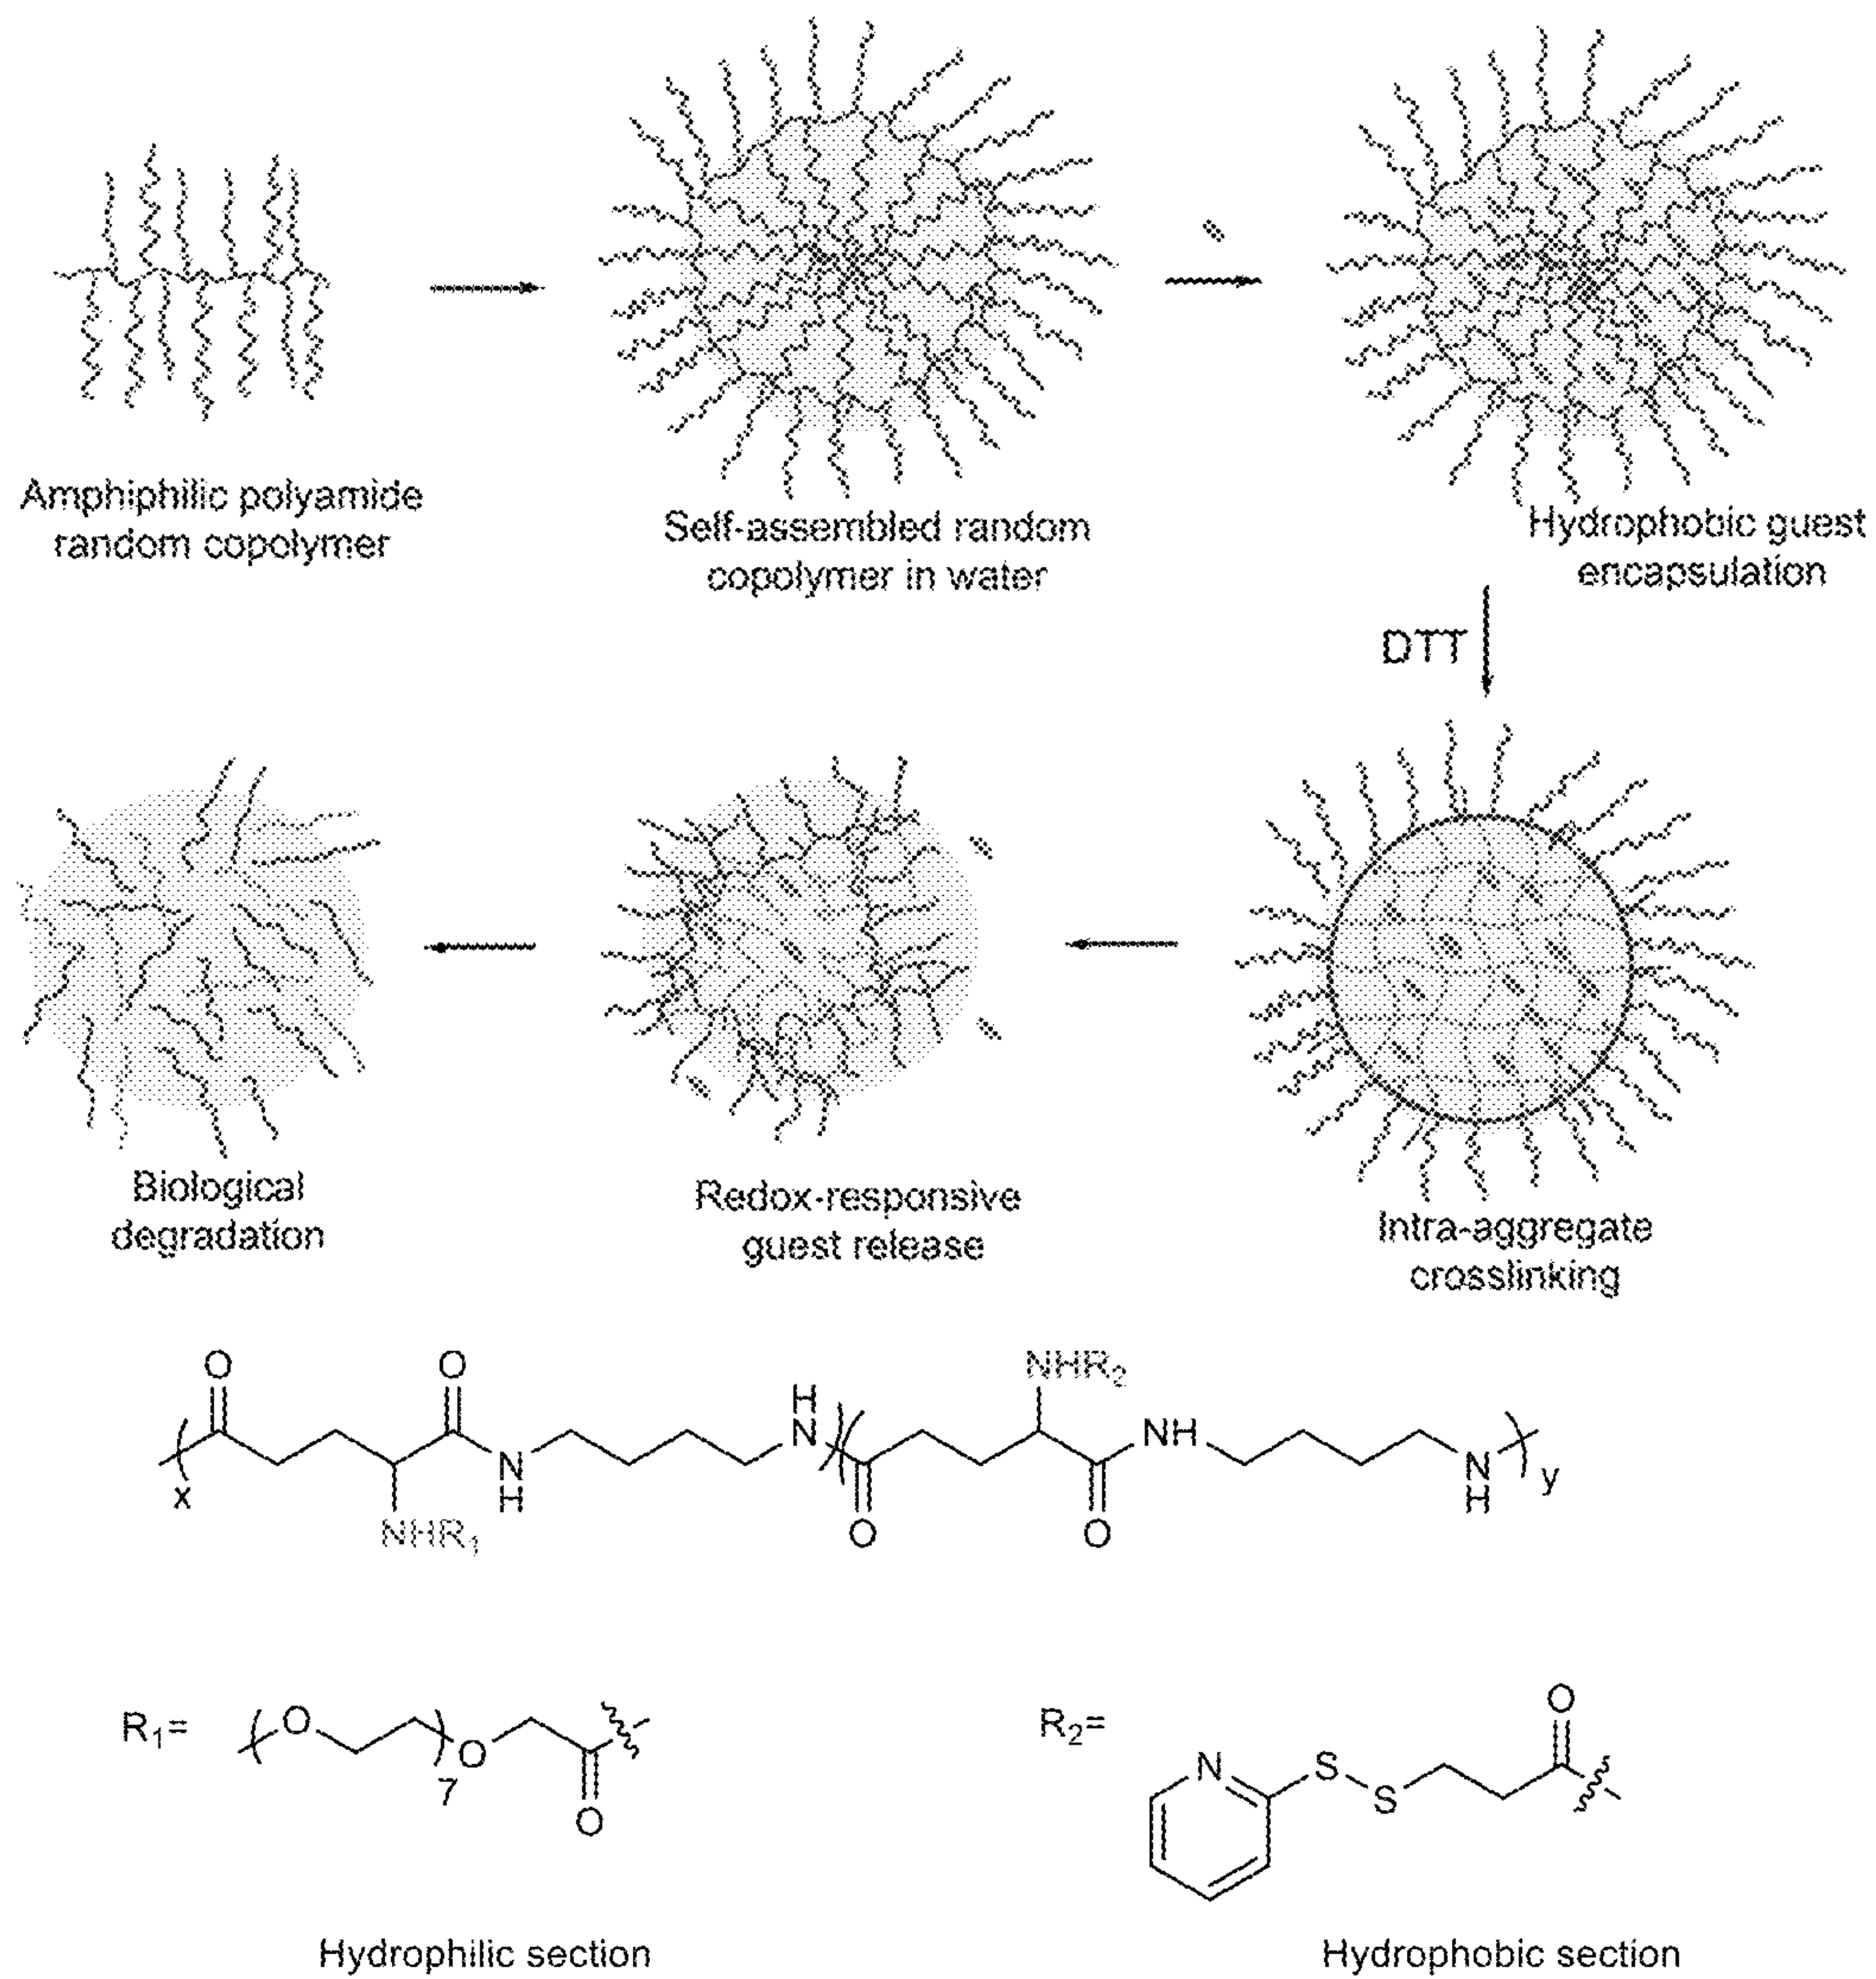 Amphiphilic polyamide
random copolymer
Self-assembled random
copolymer in water
Hydrophobic guest
encapsulation
DTT
Biological
degradation
Redox-responsive
guest release
Intra-aggregate
crosslinking
O
O
H
N
NHR₂
NH
x
N
H
N
H
y
NHR₁
O
O
R₁=
O
7
O
O
R₂=
O
N
S
S
Hydrophilic section
Hydrophobic section